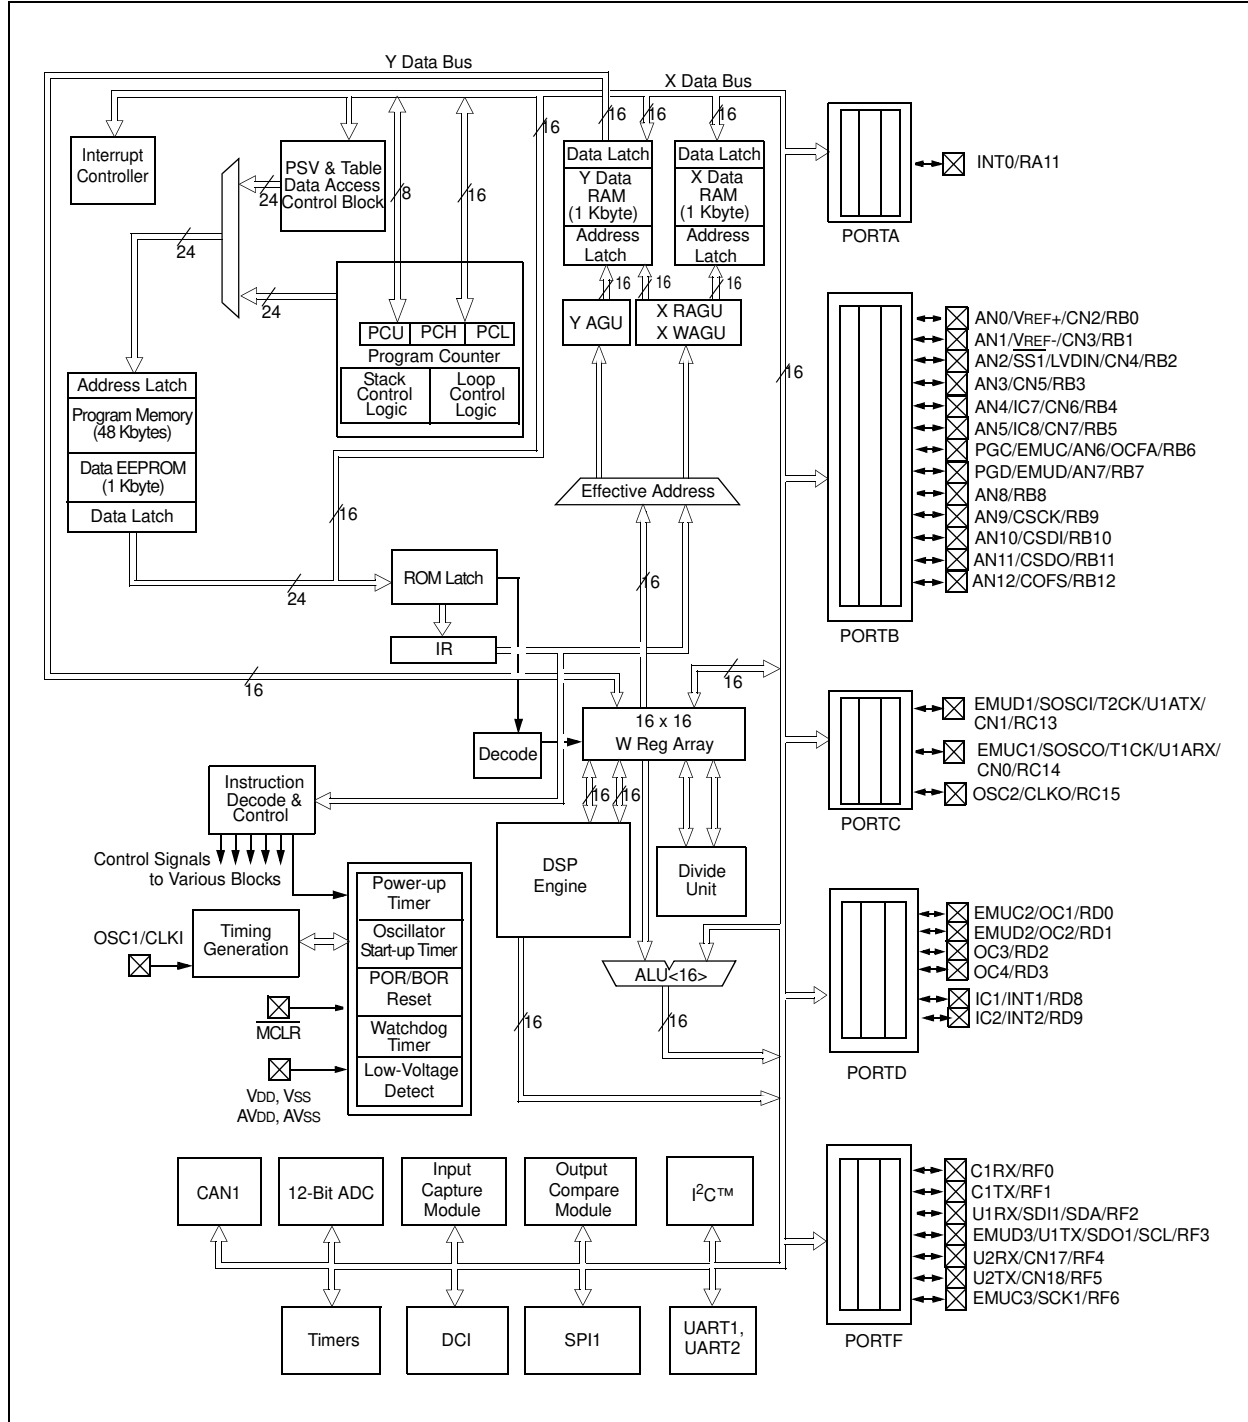 Y Data Bus
X Data Bus
16
16
16
16
Interrupt
Controller
PSV & Table
Data Access
Control Block
24
8
16
24
24
Data Latch
Y Data
RAM
(1 Kbyte)
Address
Latch
Data Latch
X Data
RAM
(1 Kbyte)
Address
Latch
16
16
16
Y AGU
X RAGU
X WAGU
PCU
PCH
PCL
Program Counter
Stack
Control
Logic
Loop
Control
Logic
Address Latch
Program Memory
(48 Kbytes)
Data EEPROM
(1 Kbyte)
Data Latch
16
Effective Address
16
24
ROM Latch
16
IR
16
16
16 x 16
W Reg Array
Decode
Instruction
Decode &
Control
16
16
Control Signals
to Various Blocks
DSP
Engine
Divide
Unit
Power-up
Timer
Oscillator
Start-up Timer
POR/BOR
Reset
Watchdog
Timer
Low-Voltage
Detect
OSC1/CLKI
Timing
Generation
MCLR
VDD, VSS
AVDD, AVSS
ALU<16>
16
16
CAN1
12-Bit ADC
Input
Capture
Module
Output
Compare
Module
I²C™
Timers
DCI
SPI1
UART1,
UART2
INT0/RA11
PORTA
AN0/VREF+/CN2/RB0
AN1/VREF-/CN3/RB1
AN2/SS1/LVDIN/CN4/RB2
AN3/CN5/RB3
AN4/IC7/CN6/RB4
AN5/IC8/CN7/RB5
PGC/EMUC/AN6/OCFA/RB6
PGD/EMUD/AN7/RB7
AN8/RB8
AN9/CSCK/RB9
AN10/CSDI/RB10
AN11/CSDO/RB11
AN12/COFS/RB12
PORTB
EMUD1/SOSCI/T2CK/U1ATX/
CN1/RC13
EMUC1/SOSCO/T1CK/U1ARX/
CN0/RC14
OSC2/CLKO/RC15
PORTC
EMUC2/OC1/RD0
EMUD2/OC2/RD1
OC3/RD2
OC4/RD3
IC1/INT1/RD8
IC2/INT2/RD9
PORTD
C1RX/RF0
C1TX/RF1
U1RX/SDI1/SDA/RF2
EMUD3/U1TX/SDO1/SCL/RF3
U2RX/CN17/RF4
U2TX/CN18/RF5
EMUC3/SCK1/RF6
PORTF